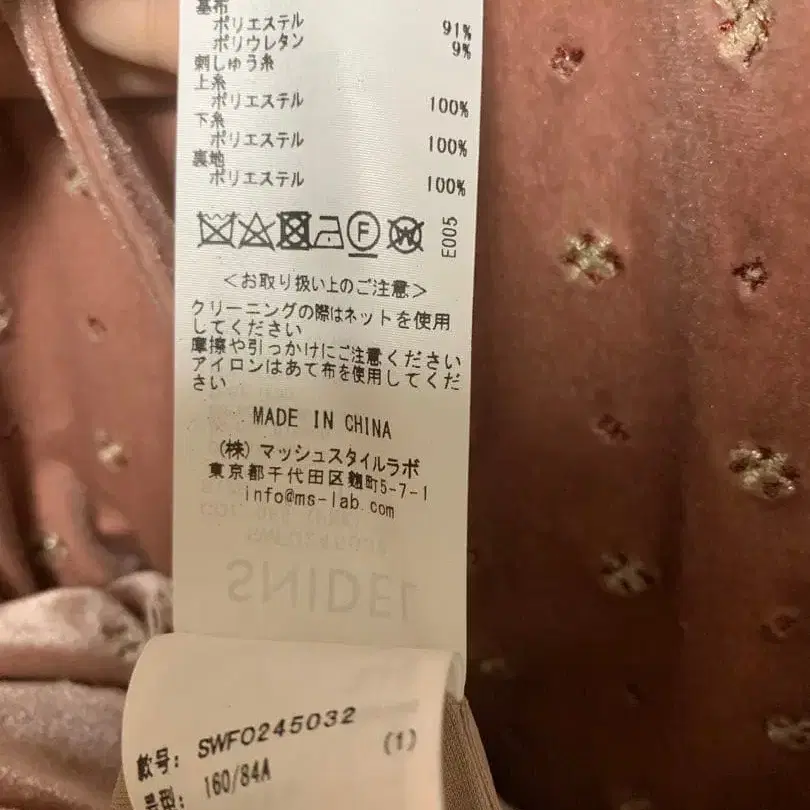 基布
ポリエステル 91%
ポリウレタン 9%
刺しゅう糸
上糸
ポリエステル 100%
下糸
ポリエステル 100%
裏地
ポリエステル 100%
F W E005
<お取り扱い上のご注意>
クリーニングの際はネットを使用
してください
摩擦や引っかけにご注意ください
アイロンはあて布を使用してくだ
さい
MADE IN CHINA
(株) マッシュスタイルラボ
東京都千代田区麹町5-7-1
info@ms-lab.com
SNIDEL
款号: SWFO245032
(1)
号型: 160/84A